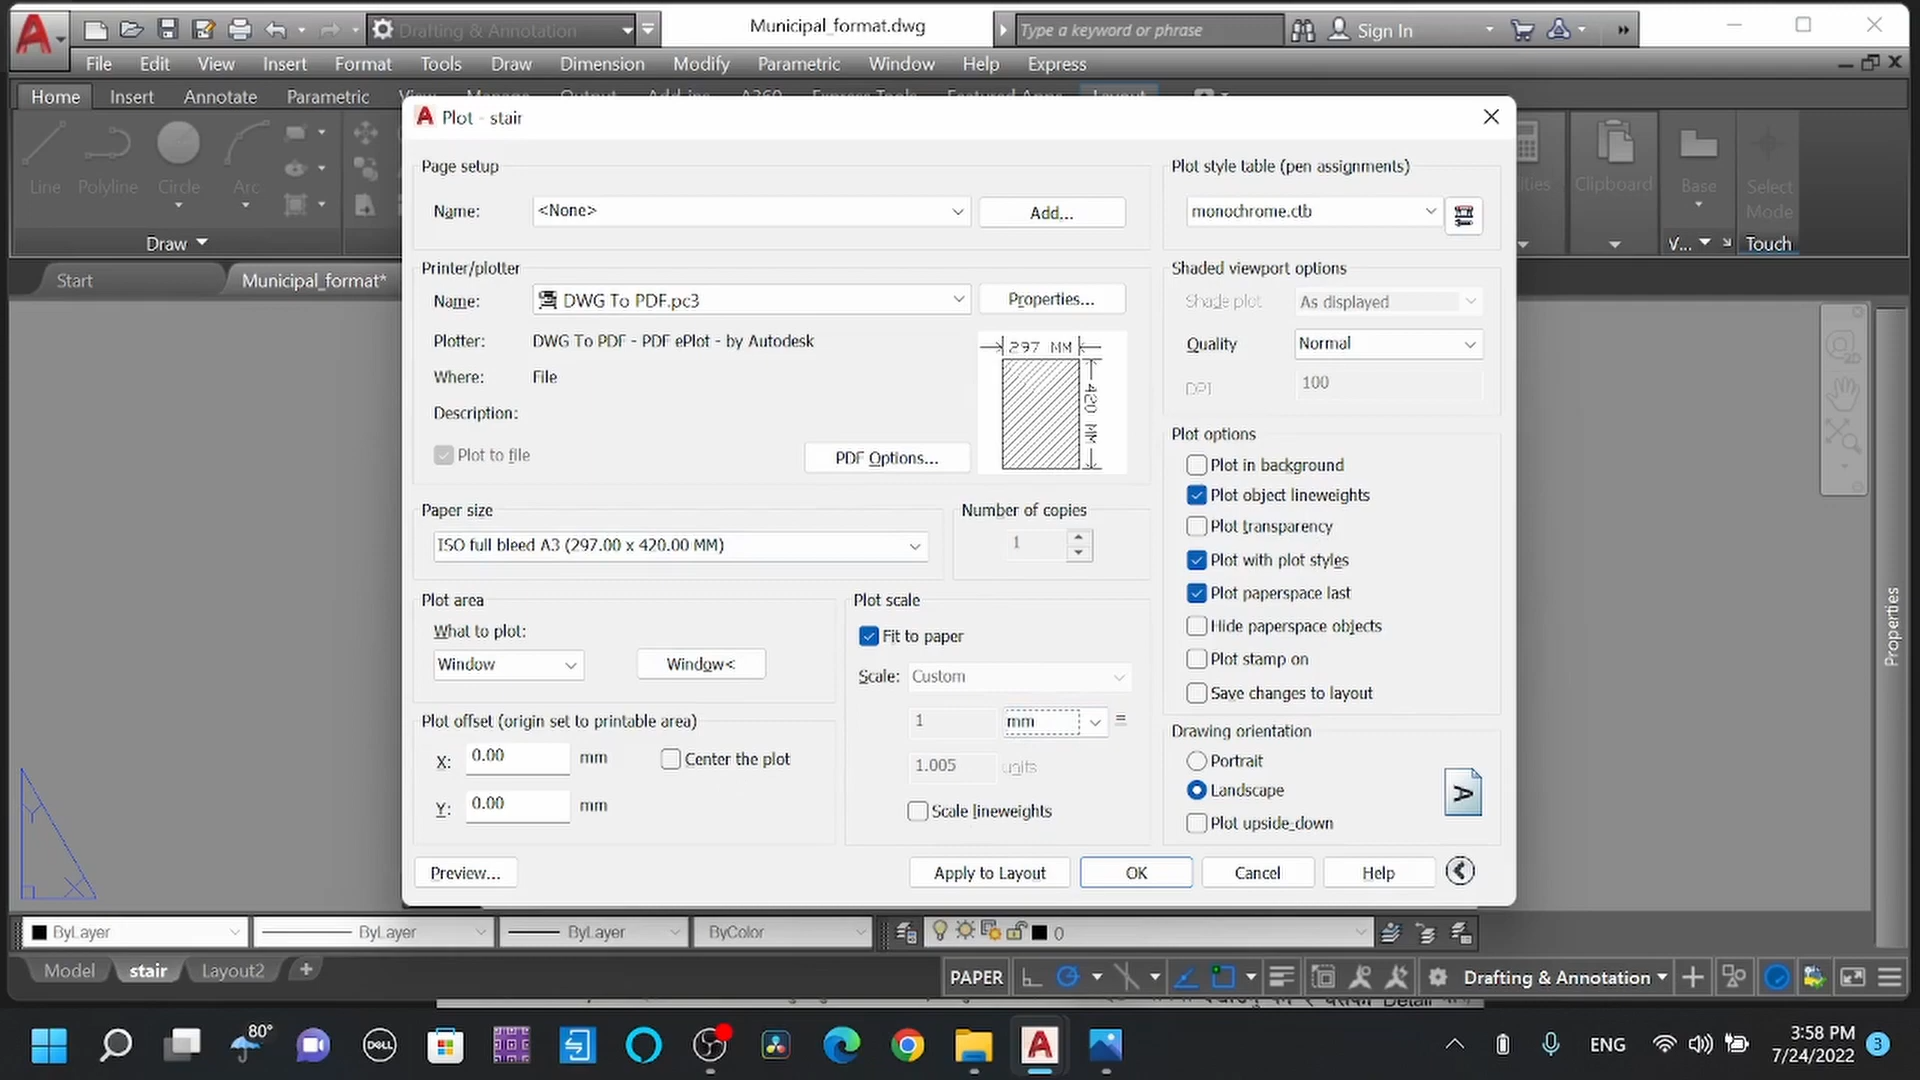 Drafting & Annotation
Municipal_format.dwg
Type a keyword or phrase
Sign In
File Edit View Insert Format Tools Draw Dimension Modify Parametric Window Help Express
Home Insert Annotate Parametric
Plot - stair
Line Polyline Circle Arc
Draw
Clipboard
Base
Select
Mode
V...
Touch
Start
Municipal_format*
Page setup
Name: <None> Add...
Plot style table (pen assignments)
monochrome.ctb
Printer/plotter
Name: DWG To PDF.pc3 Properties...
Plotter: DWG To PDF - PDF ePlot - by Autodesk
Where: File
Description:
Plot to file
PDF Options...
297 MM
420 MM
Shaded viewport options
Shade plot As displayed
Quality Normal
DPI 100
Paper size
ISO full bleed A3 (297.00 x 420.00 MM)
Number of copies
1
Plot options
Plot in background
Plot object lineweights
Plot transparency
Plot with plot styles
Plot paperspace last
Hide paperspace objects
Plot stamp on
Save changes to layout
Plot area
What to plot:
Window Window<
Plot scale
Fit to paper
Scale: Custom
1 mm =
1.005 units
Scale lineweights
Plot offset (origin set to printable area)
X: 0.00 mm Center the plot
Y: 0.00 mm
Drawing orientation
Portrait
Landscape
Plot upside-down
A
Preview... Apply to Layout OK Cancel Help
Properties
ByLayer ByLayer ByLayer ByColor 0
Model stair Layout2 +
PAPER Drafting & Annotation
80°
DELL
ENG
3:58 PM
7/24/2022
3